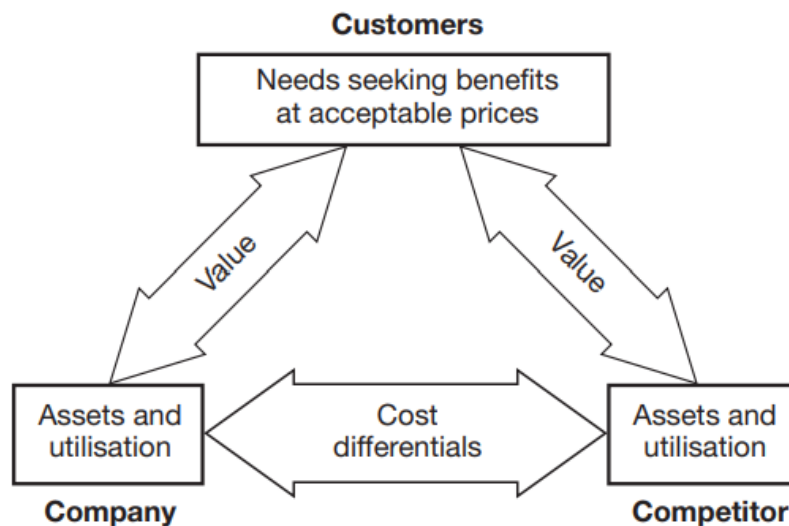 Customers
Needs seeking benefits
at acceptable prices
Value
Value
Assets and
utilisation
Cost
differentials
Assets and
utilisation
Company
Competitor